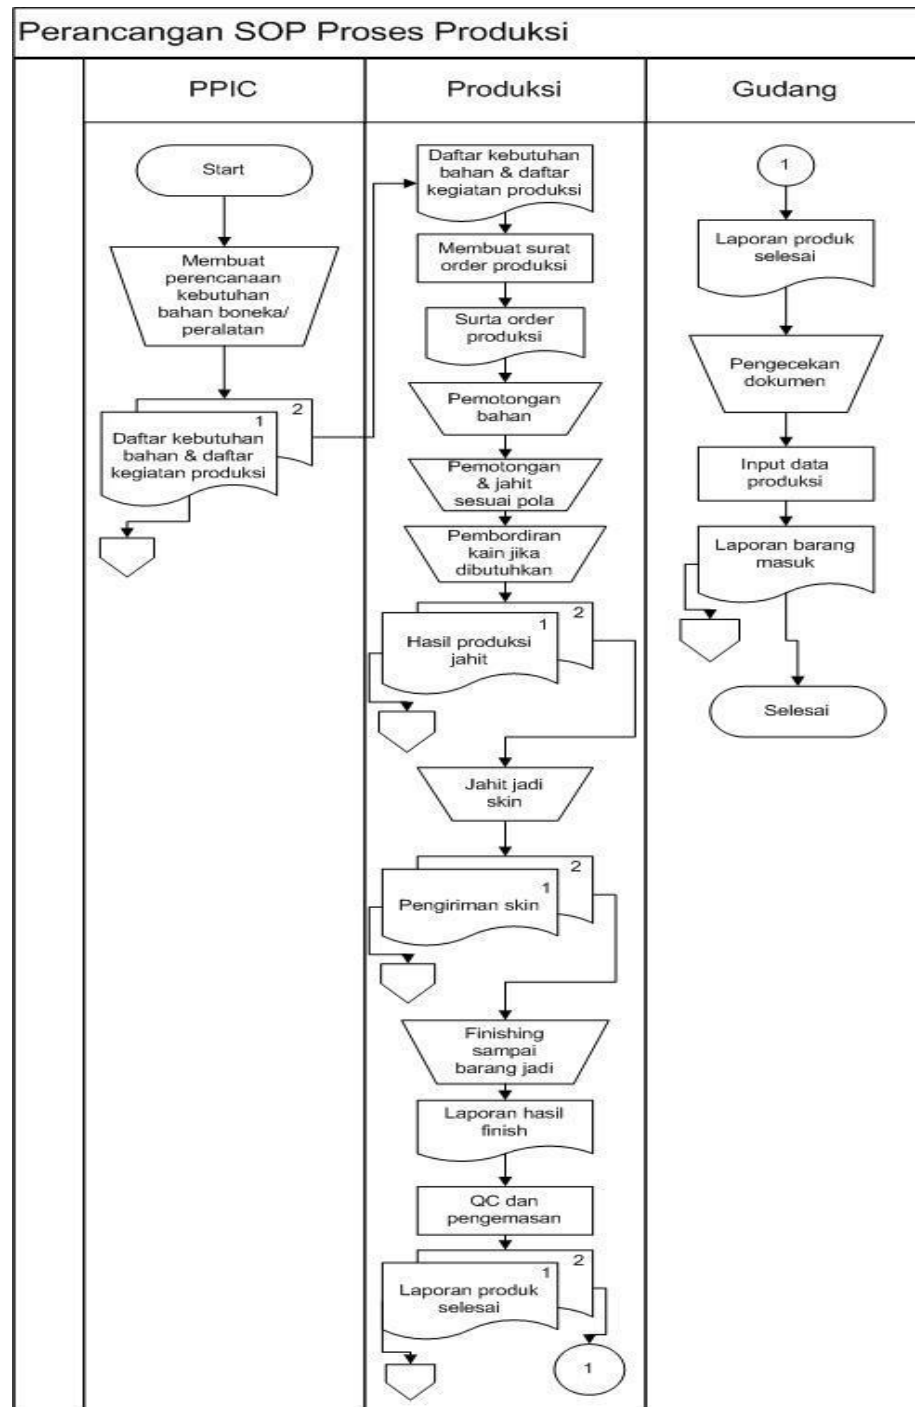 Perancangan SOP Proses Produksi
PPIC
Produksi
Gudang
Start
Membuat
perencanaan
kebutuhan
bahan boneka/
peralatan
2
1
Daftar kebutuhan
bahan & daftar
kegiatan produksi
Daftar kebutuhan
bahan & daftar
kegiatan produksi
Membuat surat
order produksi
Surta order
produksi
Pemotongan
bahan
Pemotongan
& jahit
sesuai pola
Pembordiran
kain jika
dibutuhkan
2
1
Hasil produksi
jahit
Jahit jadi
skin
2
1
Pengiriman skin
Finishing
sampai
barang jadi
Laporan hasil
finish
QC dan
pengemasan
2
1
Laporan produk
selesai
1
1
Laporan produk
selesai
Pengecekan
dokumen
Input data
produksi
Laporan barang
masuk
Selesai